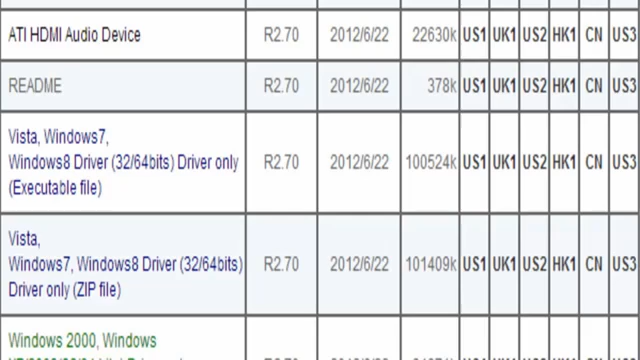 ATI HDMI Audio Device R2.70 2012/6/22 22630k US1 UK1 US2 HK1 CN US3
README R2.70 2012/6/22 378k US1 UK1 US2 HK1 CN US3
Vista, Windows7,
Windows8 Driver (32/64bits) Driver only R2.70 2012/6/22 100524k US1 UK1 US2 HK1 CN US3
(Executable file)
Vista,
Windows7, Windows8 Driver (32/64bits) R2.70 2012/6/22 101409k US1 UK1 US2 HK1 CN US3
Driver only (ZIP file)
Windows 2000, Windows